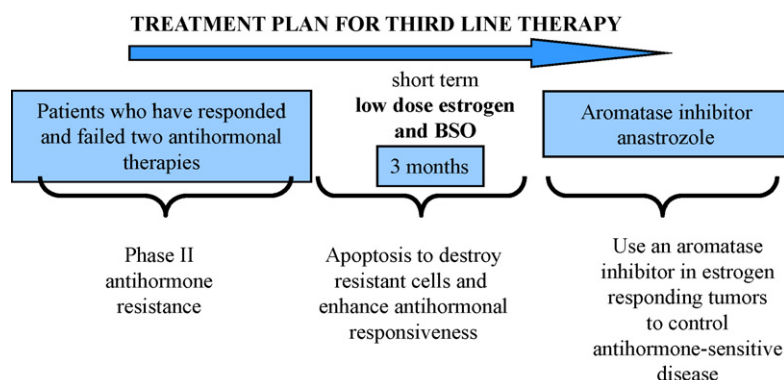 TREATMENT PLAN FOR THIRD LINE THERAPY
Patients who have responded
and failed two antihormonal
therapies
short term
low dose estrogen
and BSO
3 months
Aromatase inhibitor
anastrozole
Phase II
antihormone
resistance
Apoptosis to destroy
resistant cells and
enhance antihormonal
responsiveness
Use an aromatase
inhibitor in estrogen
responding tumors
to control
antihormone-sensitive
disease